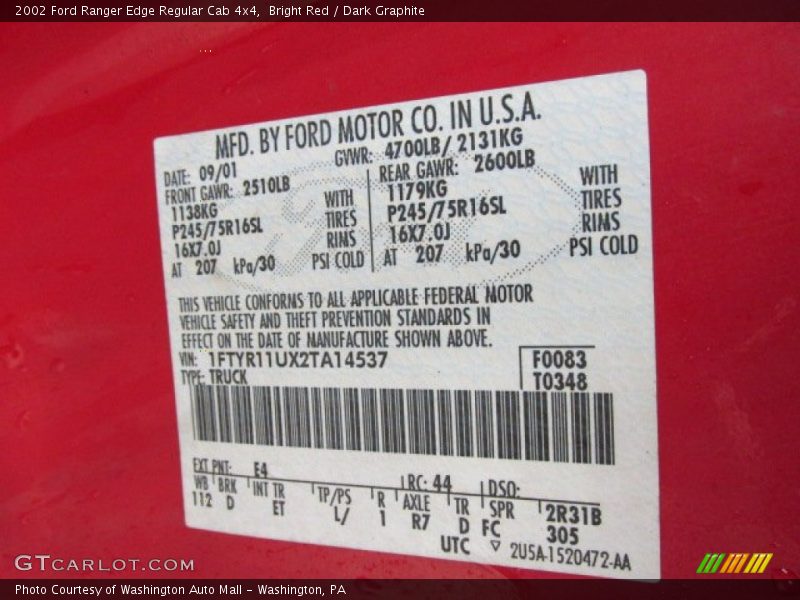 2002 Ford Ranger Edge Regular Cab 4x4, Bright Red / Dark Graphite
MFD. BY FORD MOTOR CO. IN U.S.A.
DATE: 09/01 GVWR: 4700LB/ 2131KG
FRONT GAWR: 2510LB REAR GAWR: 2600LB
1138KG WITH 1179KG WITH
P245/75R16SL TIRES P245/75R16SL TIRES
16X7.0J RIMS 16X7.0J RIMS
AT 207 kPa/30 PSI COLD AT 207 kPa/30 PSI COLD
THIS VEHICLE CONFORMS TO ALL APPLICABLE FEDERAL MOTOR
VEHICLE SAFETY AND THEFT PREVENTION STANDARDS IN
EFFECT ON THE DATE OF MANUFACTURE SHOWN ABOVE.
VIN: 1FTYR11UX2TA14537 F0083
TYPE: TRUCK T0348
EXT PNT: E4 RC: 44 DSO:
WB BRK INT TR TP/PS R AXLE TR SPR 2R31B
112 D ET L/ 1 R7 D FC 305
UTC ▽ 2U5A-1520472-AA
GTCARLOT.COM
Photo Courtesy of Washington Auto Mall - Washington, PA